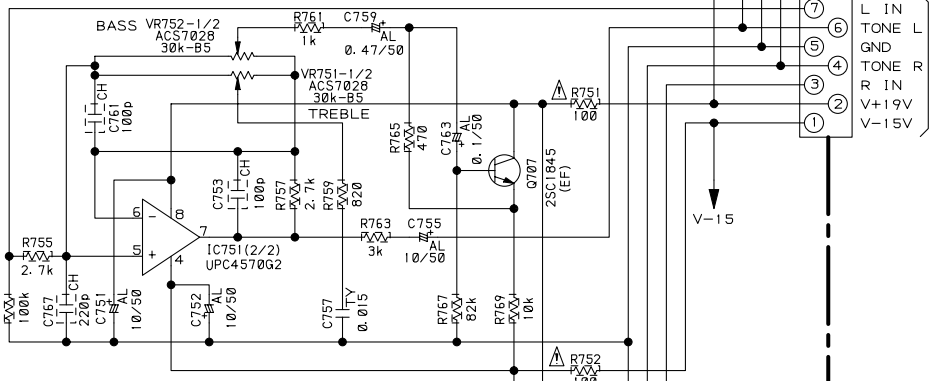 BASS VR752-1/2
ACS7028
30k-B5
R761
1k
C759
AL
0.47/50
7 L IN
6 TONE L
5 GND
4 TONE R
3 R IN
2 V+19V
1 V-15V
VR751-1/2
ACS7028
30k-B5
TREBLE
CH
C761
100p
R751
100
R765
470
C763
AL
0.1/50
Q707
2SC1845
(EF)
C753
CH
100p
R757
2.7k
R759
820
V-15
6
8
7
5
4
-
+
IC751(2/2)
UPC4570G2
R763
3k
C755
AL
10/50
R755
2.7k
100k
C767
CH
220p
C751
AL
10/50
C752
AL
10/50
C757
TY
0.015
R767
82k
R769
10k
R752
100